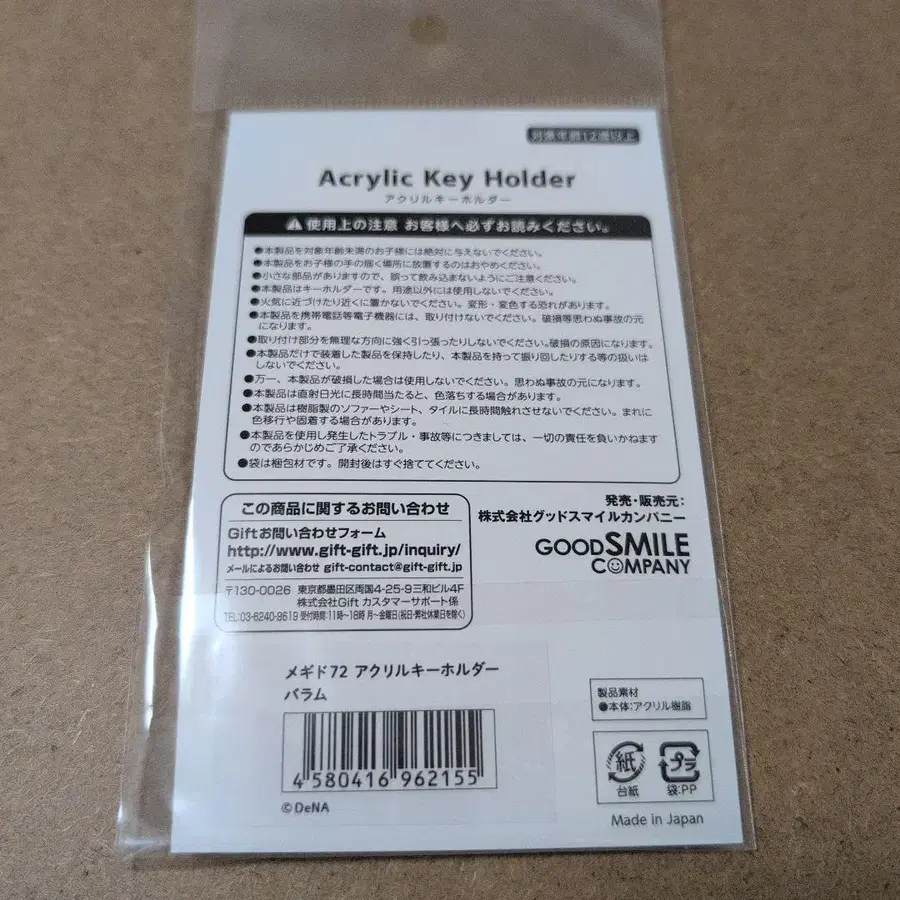 対象年齢12歳以上
Acrylic Key Holder
アクリルキーホルダー
使用上の注意 お客様へ必ずお読みください。
●本製品を対象年齢未満のお子様には絶対に与えないでください。
●本製品をお子様の手の届く場所に放置するのはおやめください。
●小さな部品がありますので、誤って飲み込まないようにご注意ください。
●本製品はキーホルダーです。用途以外には使用しないでください。
●火気に近づけたり近くに置かないでください。変形・変色する恐れがあります。
●本製品を携帯電話等電子機器には、取り付けないでください。破損等思わぬ事故の元
になります。
●取り付け部分を無理な方向に強く引っ張ったりしないでください。破損の原因になります。
●本製品だけで装着した製品を保持したり、本製品を持って振り回したりする等の扱いは
しないでください。
●万一、本製品が破損した場合は使用しないでください。思わぬ事故の元になります。
●本製品は直射日光に長時間当たると、色落ちする場合があります。
●本製品は樹脂製のソファーやシート、タイルに長時間触れさせないでください。まれに
色移行や固着する場合があります。
●本製品を使用し発生したトラブル・事故等につきましては、一切の責任を負いかねます
のであらかじめご了承ください。
●袋は梱包材です。開封後はすぐ捨ててください。
この商品に関するお問い合わせ
Giftお問い合わせフォーム
http://www.gift-gift.jp/inquiry/
メールによるお問い合わせ gift-contact@gift-gift.jp
〒130-0026 東京都墨田区両国4-25-9三和ビル4F
株式会社Gift カスタマーサポート係
TEL:03-6240-9619 受付時間:11時~18時 月~金曜日(祝日・弊社休業日を除く)
発売・販売元:
株式会社グッドスマイルカンパニー
GOOD SMILE
COMPANY
メギド72 アクリルキーホルダー
バラム
4 580416 962155
©DeNA
製品素材
●本体:アクリル樹脂
紙
台紙
プラ
袋:PP
Made in Japan